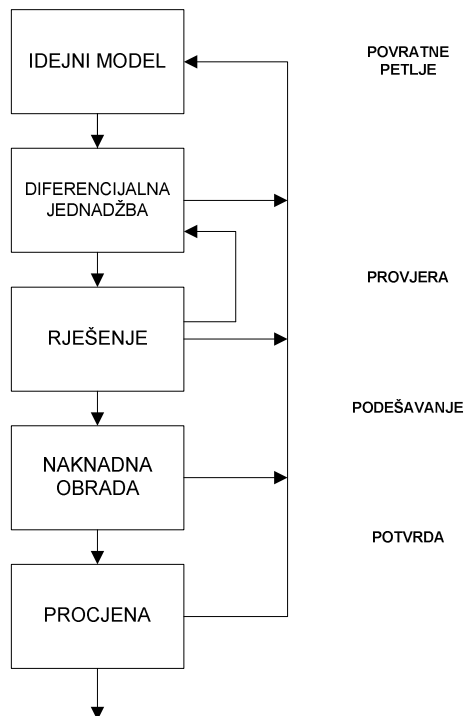 IDEJNI MODEL
POVRATNE
PETLJE
DIFERENCIJALNA
JEDNADŽBA
PROVJERA
RJEŠENJE
PODEŠAVANJE
NAKNADNA
OBRADA
POTVRDA
PROCJENA